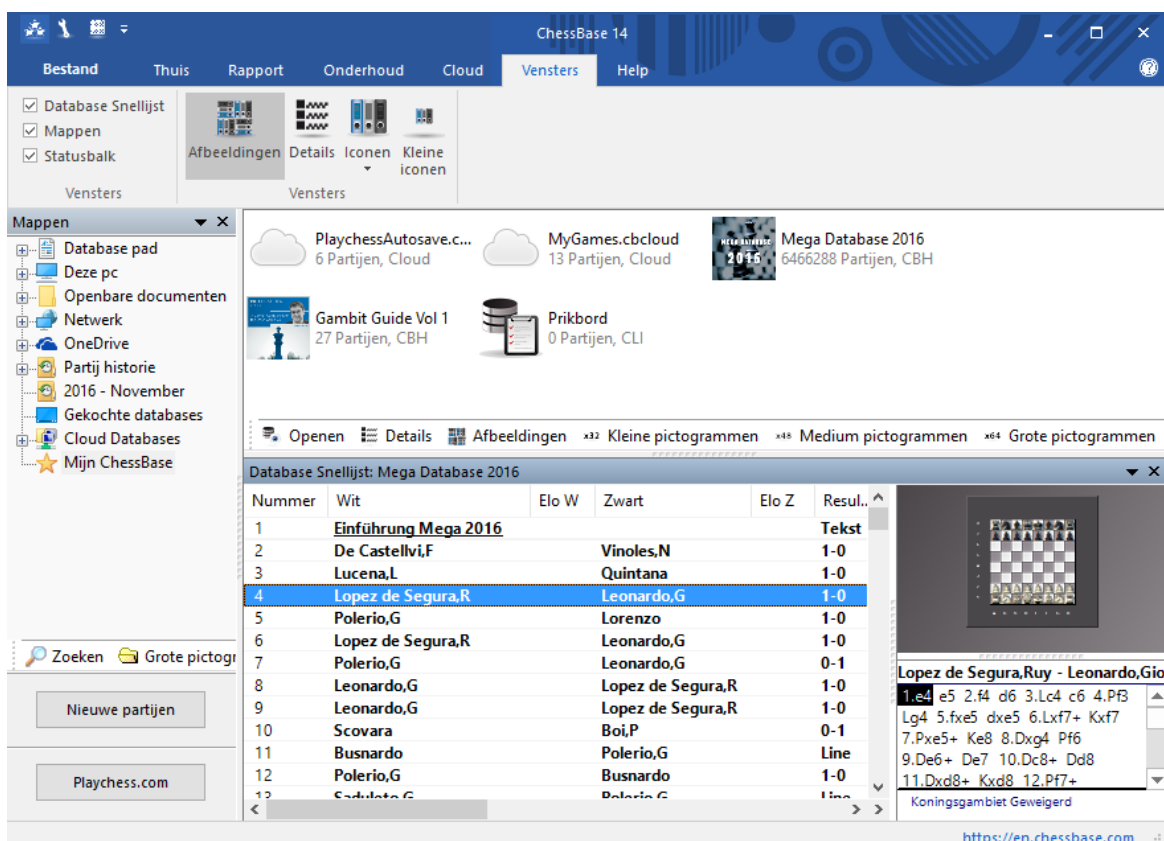 ChessBase 14
Bestand Thuis Rapport Onderhoud Cloud Vensters Help
Database Snellijst
Mappen
Statusbalk
Vensters
Afbeeldingen Details Iconen Kleine iconen
Vensters
Mappen
Database pad
Deze pc
Openbare documenten
Netwerk
OneDrive
Partij historie
2016 - November
Gekochte databases
Cloud Databases
Mijn ChessBase
Zoeken Grote pictogr
Nieuwe partijen
Playchess.com
PlaychessAutosave.c...
6 Partijen, Cloud
MyGames.cbcloud
13 Partijen, Cloud
Mega Database 2016
6466288 Partijen, CBH
Gambit Guide Vol 1
27 Partijen, CBH
Prikbord
0 Partijen, CLI
Openen Details Afbeeldingen x32 Kleine pictogrammen x48 Medium pictogrammen x64 Grote pictogrammen
Database Snellijst: Mega Database 2016
Nummer Wit Elo W Zwart Elo Z Resul..
1 Einführung Mega 2016 Tekst
2 De Castellvi,F Vinoles,N 1-0
3 Lucena,L Quintana 1-0
4 Lopez de Segura,R Leonardo,G 1-0
5 Polerio,G Lorenzo 1-0
6 Lopez de Segura,R Leonardo,G 1-0
7 Polerio,G Leonardo,G 0-1
8 Leonardo,G Lopez de Segura,R 1-0
9 Leonardo,G Lopez de Segura,R 1-0
10 Scovara Boi,P 0-1
11 Busnardo Polerio,G Line
12 Polerio,G Busnardo 1-0
13 Saduleto,G Polerio,G Line
Lopez de Segura,Ruy - Leonardo,Gio
1.e4 e5 2.f4 d6 3.Lc4 c6 4.Pf3
Lg4 5.fxe5 dxe5 6.Lxf7+ Kxf7
7.Pxe5+ Ke8 8.Dxg4 Pf6
9.De6+ De7 10.Dc8+ Dd8
11.Dxd8+ Kxd8 12.Pf7+
Koningsgambiet Geweigerd
https://en.chessbase.com